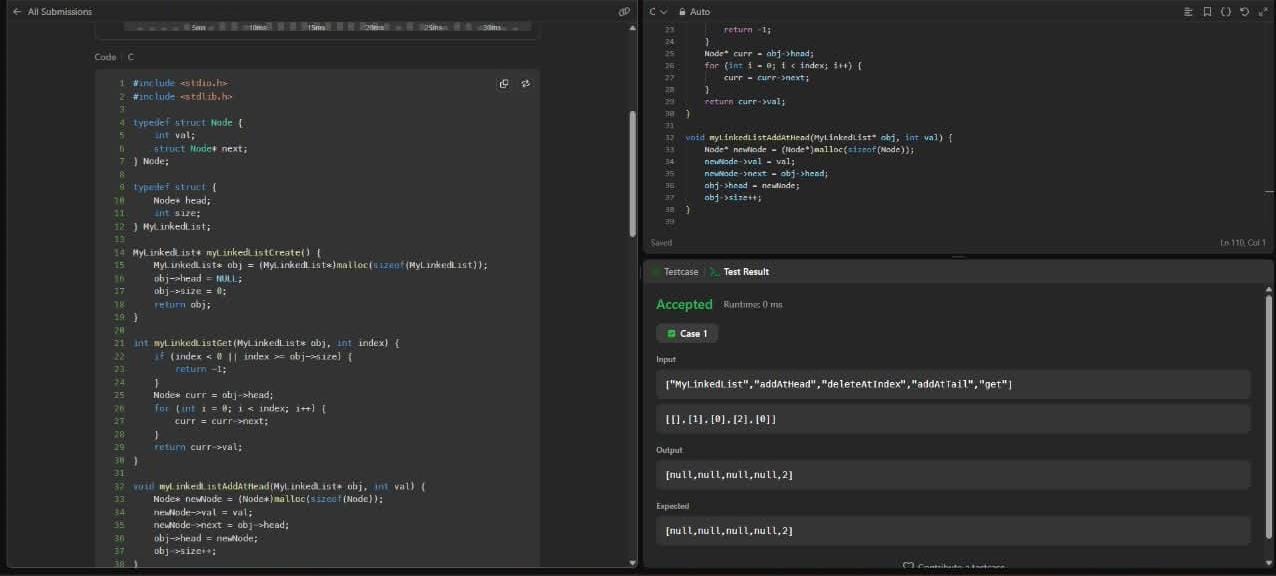 ← All Submissions
5ms 10ms 15ms 20ms 25ms 30ms
Code | C
1 #include <stdio.h>
2 #include <stdlib.h>
3
4 typedef struct Node {
5 int val;
6 struct Node* next;
7 } Node;
8
9 typedef struct {
10 Node* head;
11 int size;
12 } MyLinkedList;
13
14 MyLinkedList* myLinkedListCreate() {
15 MyLinkedList* obj = (MyLinkedList*)malloc(sizeof(MyLinkedList));
16 obj->head = NULL;
17 obj->size = 0;
18 return obj;
19 }
20
21 int myLinkedListGet(MyLinkedList* obj, int index) {
22 if (index < 0 || index >= obj->size) {
23 return -1;
24 }
25 Node* curr = obj->head;
26 for (int i = 0; i < index; i++) {
27 curr = curr->next;
28 }
29 return curr->val;
30 }
31
32 void myLinkedListAddAtHead(MyLinkedList* obj, int val) {
33 Node* newNode = (Node*)malloc(sizeof(Node));
34 newNode->val = val;
35 newNode->next = obj->head;
36 obj->head = newNode;
37 obj->size++;
38 }
C Auto
23 return -1;
24 }
25 Node* curr = obj->head;
26 for (int i = 0; i < index; i++) {
27 curr = curr->next;
28 }
29 return curr->val;
30 }
31
32 void myLinkedListAddAtHead(MyLinkedList* obj, int val) {
33 Node* newNode = (Node*)malloc(sizeof(Node));
34 newNode->val = val;
35 newNode->next = obj->head;
36 obj->head = newNode;
37 obj->size++;
38 }
39
Saved Ln 110, Col 1
Testcase | >_ Test Result
Accepted Runtime: 0 ms
Case 1
Input
["MyLinkedList","addAtHead","deleteAtIndex","addAtTail","get"]
[[],[1],[0],[2],[0]]
Output
[null,null,null,null,2]
Expected
[null,null,null,null,2]
Contribute a testcase